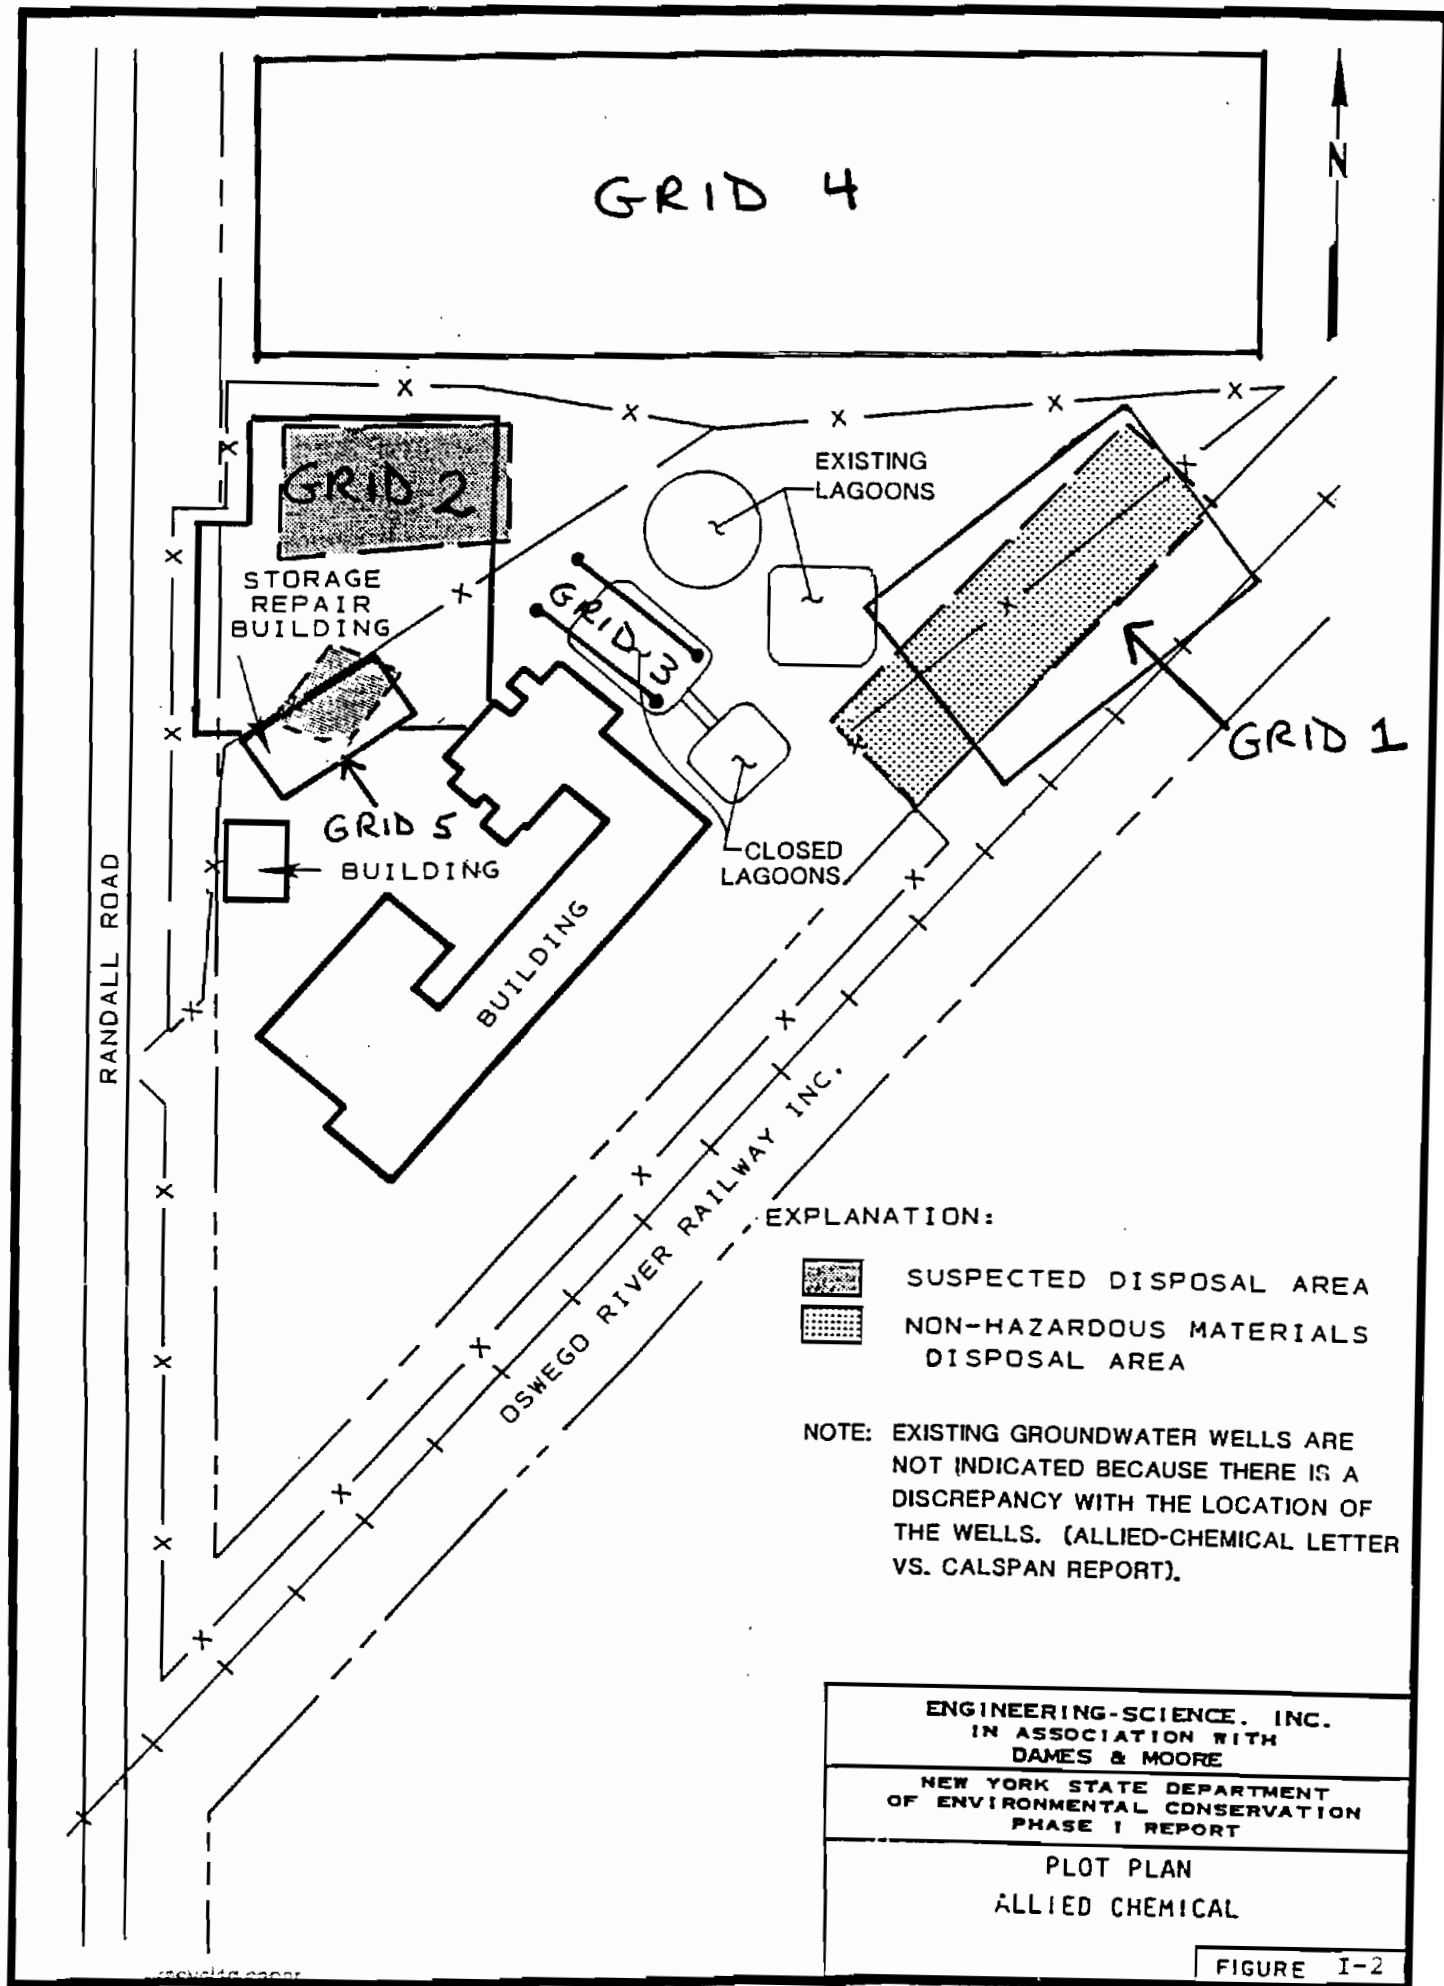 GRID 4
N
EXISTING
LAGOONS
GRID 2
STORAGE
REPAIR
BUILDING
GRID 3
GRID 1
GRID 5
BUILDING
CLOSED
LAGOONS
RANDALL ROAD
BUILDING
OSWEGO RIVER RAILWAY INC.
EXPLANATION:
SUSPECTED DISPOSAL AREA
NON-HAZARDOUS MATERIALS
DISPOSAL AREA
NOTE: EXISTING GROUNDWATER WELLS ARE
NOT INDICATED BECAUSE THERE IS A
DISCREPANCY WITH THE LOCATION OF
THE WELLS. (ALLIED-CHEMICAL LETTER
VS. CALSPAN REPORT).
ENGINEERING-SCIENCE. INC.
IN ASSOCIATION WITH
DAMES & MOORE
NEW YORK STATE DEPARTMENT
OF ENVIRONMENTAL CONSERVATION
PHASE I REPORT
PLOT PLAN
ALLIED CHEMICAL
FIGURE I-2